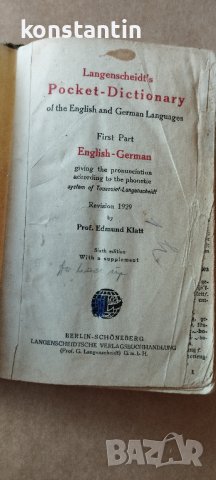 constanta
Langenscheidt's
Pocket-Dictionary
of the English and German Languages
First Part
English-German
giving the pronunciation
according to the phonetic
system of Toussaint-Langenscheidt
Revision 1929
by
Prof. Edmund Klatt
Sixth edition
With a supplement
BERLIN-SCHÖNEBERG
LANGENSCHEIDTSCHE VERLAGSBUCHHANDLUNG
(Prof. G. Langenscheidt) G.m.b.H.
BAZAR